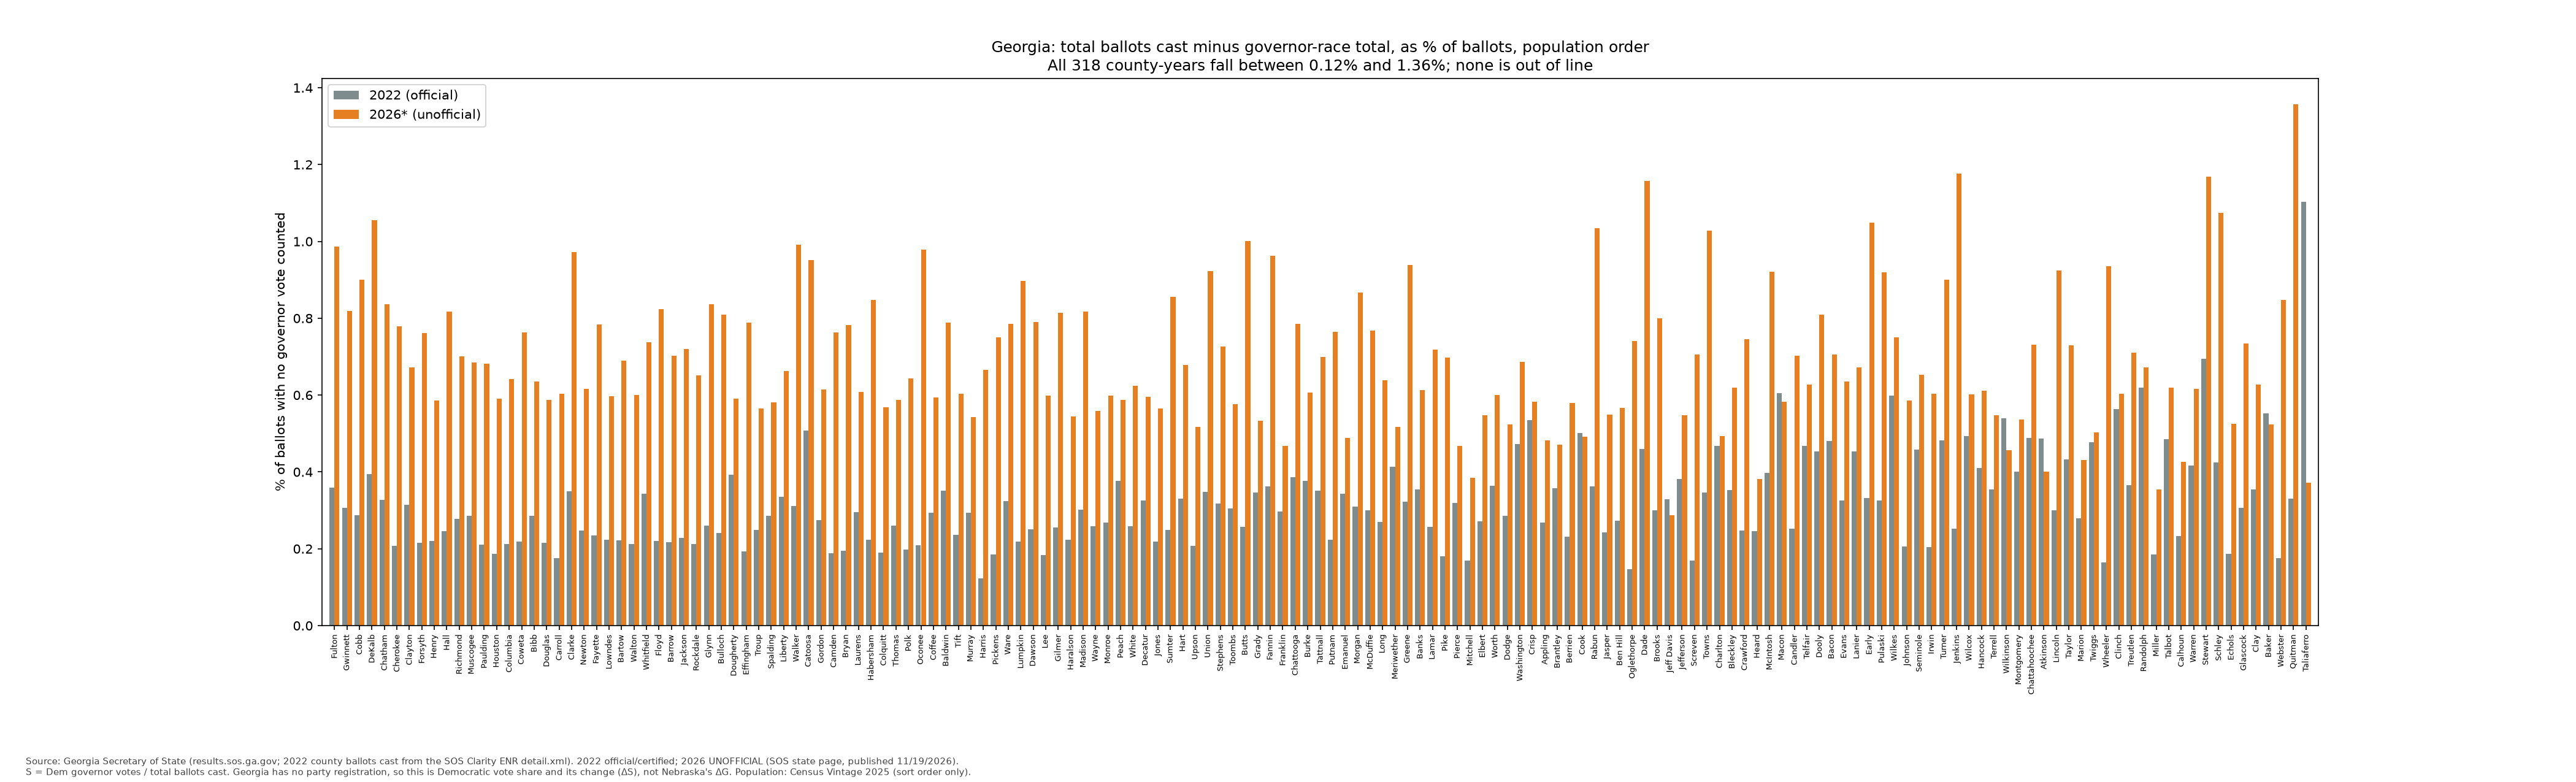 Georgia: total ballots cast minus governor-race total, as % of ballots, population order
All 318 county-years fall between 0.12% and 1.36%; none is out of line
2022 (official)
2026* (unofficial)
% of ballots with no governor vote counted
1.4
1.2
1.0
0.8
0.6
0.4
0.2
0.0
Fulton
Gwinnett
Cobb
DeKalb
Chatham
Cherokee
Clayton
Forsyth
Henry
Hall
Richmond
Muscogee
Paulding
Houston
Columbia
Coweta
Bibb
Douglas
Carroll
Clarke
Newton
Fayette
Lowndes
Bartow
Walton
Whitfield
Floyd
Barrow
Jackson
Rockdale
Glynn
Bulloch
Dougherty
Effingham
Troup
Spalding
Liberty
Walker
Catoosa
Gordon
Camden
Bryan
Laurens
Habersham
Colquitt
Thomas
Polk
Oconee
Coffee
Baldwin
Tift
Murray
Harris
Pickens
Ware
Lumpkin
Dawson
Lee
Gilmer
Haralson
Madison
Wayne
Monroe
Peach
White
Decatur
Jones
Sumter
Hart
Upson
Union
Stephens
Toombs
Butts
Grady
Fannin
Franklin
Chattooga
Burke
Tattnall
Putnam
Emanuel
Morgan
McDuffie
Long
Meriwether
Greene
Banks
Lamar
Pike
Pierce
Mitchell
Elbert
Worth
Dodge
Washington
Crisp
Appling
Brantley
Berrien
Cook
Rabun
Jasper
Ben Hill
Oglethorpe
Dade
Brooks
Jeff Davis
Jefferson
Screven
Towns
Charlton
Bleckley
Crawford
Heard
McIntosh
Macon
Candler
Telfair
Dooly
Bacon
Evans
Lanier
Early
Pulaski
Wilkes
Johnson
Seminole
Irwin
Turner
Jenkins
Wilcox
Hancock
Terrell
Wilkinson
Montgomery
Chattahoochee
Atkinson
Lincoln
Taylor
Marion
Twiggs
Wheeler
Clinch
Treutlen
Randolph
Miller
Talbot
Calhoun
Warren
Stewart
Schley
Echols
Glascock
Clay
Baker
Webster
Quitman
Taliaferro
Source: Georgia Secretary of State (results.sos.ga.gov; 2022 county ballots cast from the SOS Clarity ENR detail.xml). 2022 official/certified; 2026 UNOFFICIAL (SOS state page, published 11/19/2026).
S = Dem governor votes / total ballots cast. Georgia has no party registration, so this is Democratic vote share and its change (ΔS), not Nebraska's ΔG. Population: Census Vintage 2025 (sort order only).